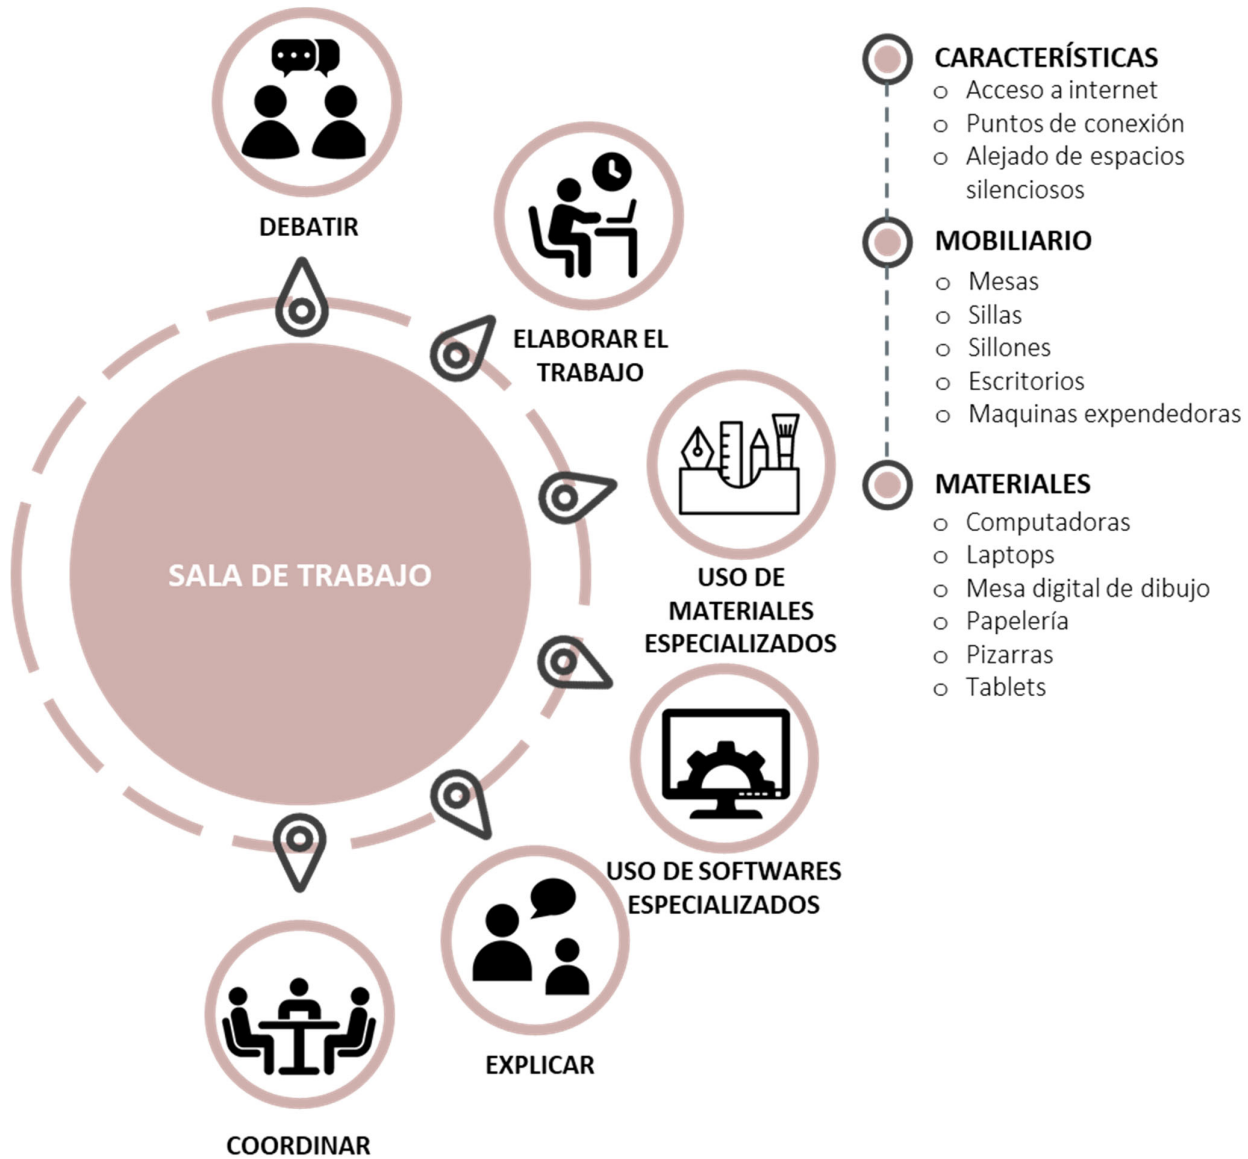 DEBATIR
ELABORAR EL
TRABAJO
USO DE
MATERIALES
ESPECIALIZADOS
SALA DE TRABAJO
USO DE SOFTWARES
ESPECIALIZADOS
EXPLICAR
COORDINAR
CARACTERÍSTICAS
o Acceso a internet
o Puntos de conexión
o Alejado de espacios
silenciosos
MOBILIARIO
o Mesas
o Sillas
o Sillones
o Escritorios
o Maquinas expendedoras
MATERIALES
o Computadoras
o Laptops
o Mesa digital de dibujo
o Papelería
o Pizarras
o Tablets